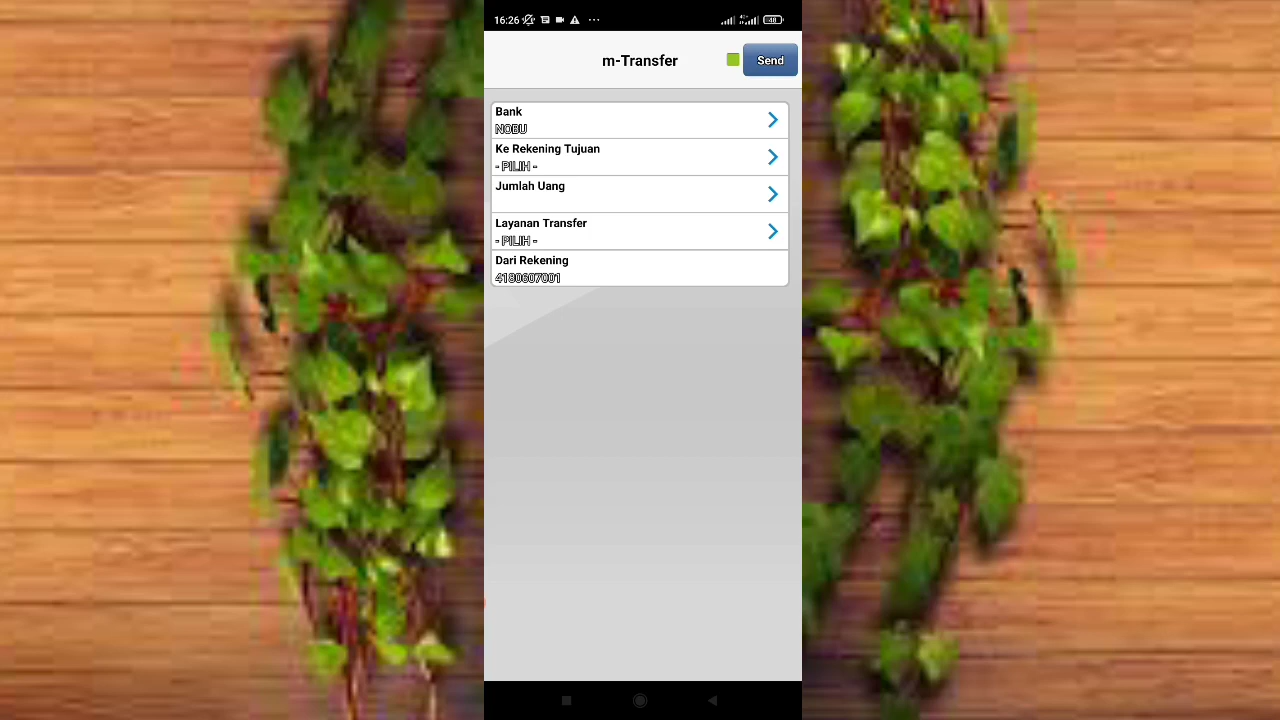 16:26
m-Transfer
Send
Bank
NOBU
Ke Rekening Tujuan
- PILIH -
Jumlah Uang
Layanan Transfer
- PILIH -
Dari Rekening
4180607001